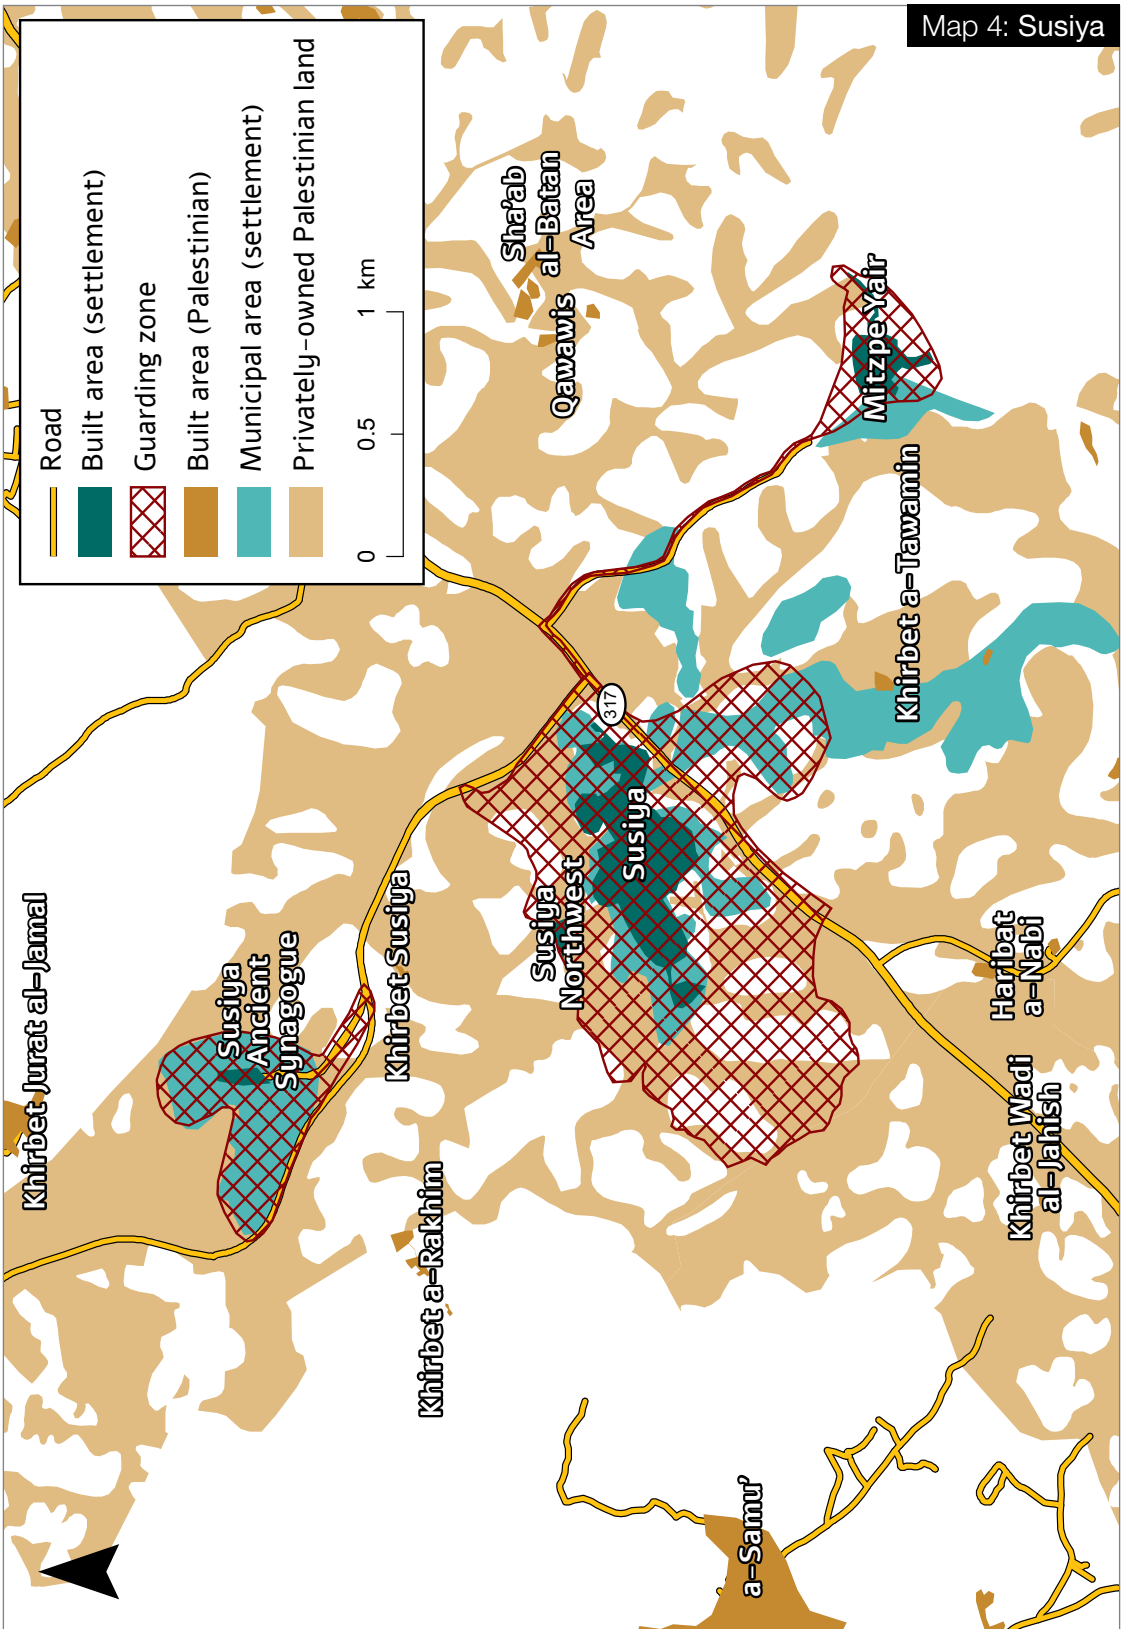 Map 4: Susiya
Road
Built area (settlement)
Guarding zone
Built area (Palestinian)
Municipal area (settlement)
Privately-owned Palestinian land
0 0.5 1 km
Khirbet Jurat al-Jamal
Susiya
Ancient
Synagogue
Khirbet Susiya
Khirbet a-Rakhim
Sha'ab
al-Batan
Area
Qawawis
Susiya
Northwest
Susiya
317
Mitzpe Yair
Khirbet a-Tawamin
Haribat
a-Nabi
Khirbet Wadi
al-Jahish
a-Samu'